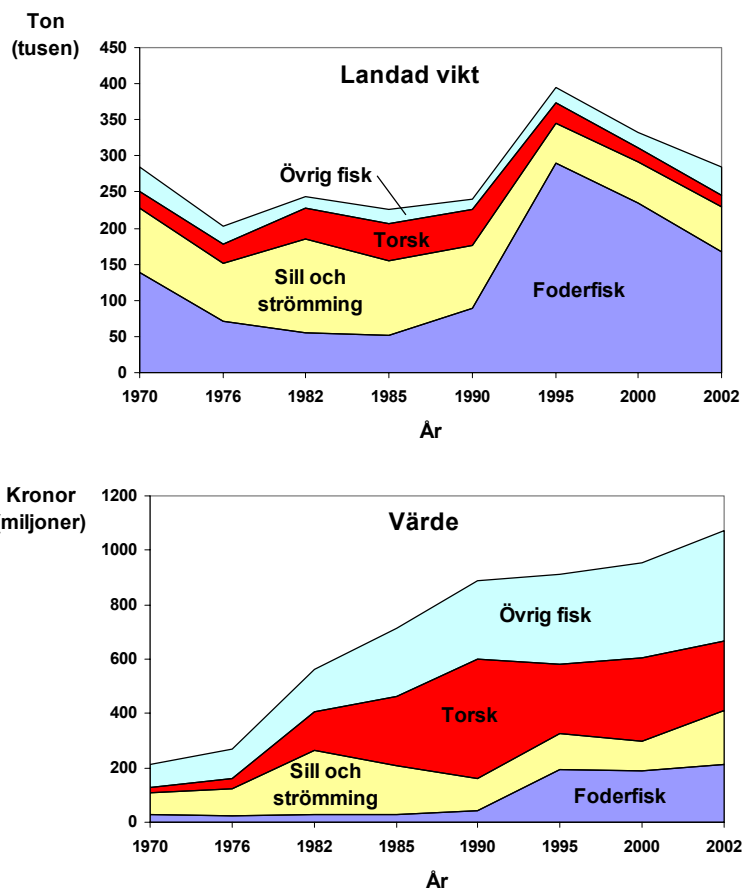 Ton
(tusen)
Landad vikt
450
400
350
300
250
200
150
100
50
0
Övrig fisk
Torsk
Sill och
strömming
Foderfisk
1970 1976 1982 1985 1990 1995 2000 2002
År
Kronor
(miljoner)
Värde
1200
1000
800
600
400
200
0
Övrig fisk
Torsk
Sill och
strömming
Foderfisk
1970 1976 1982 1985 1990 1995 2000 2002
År